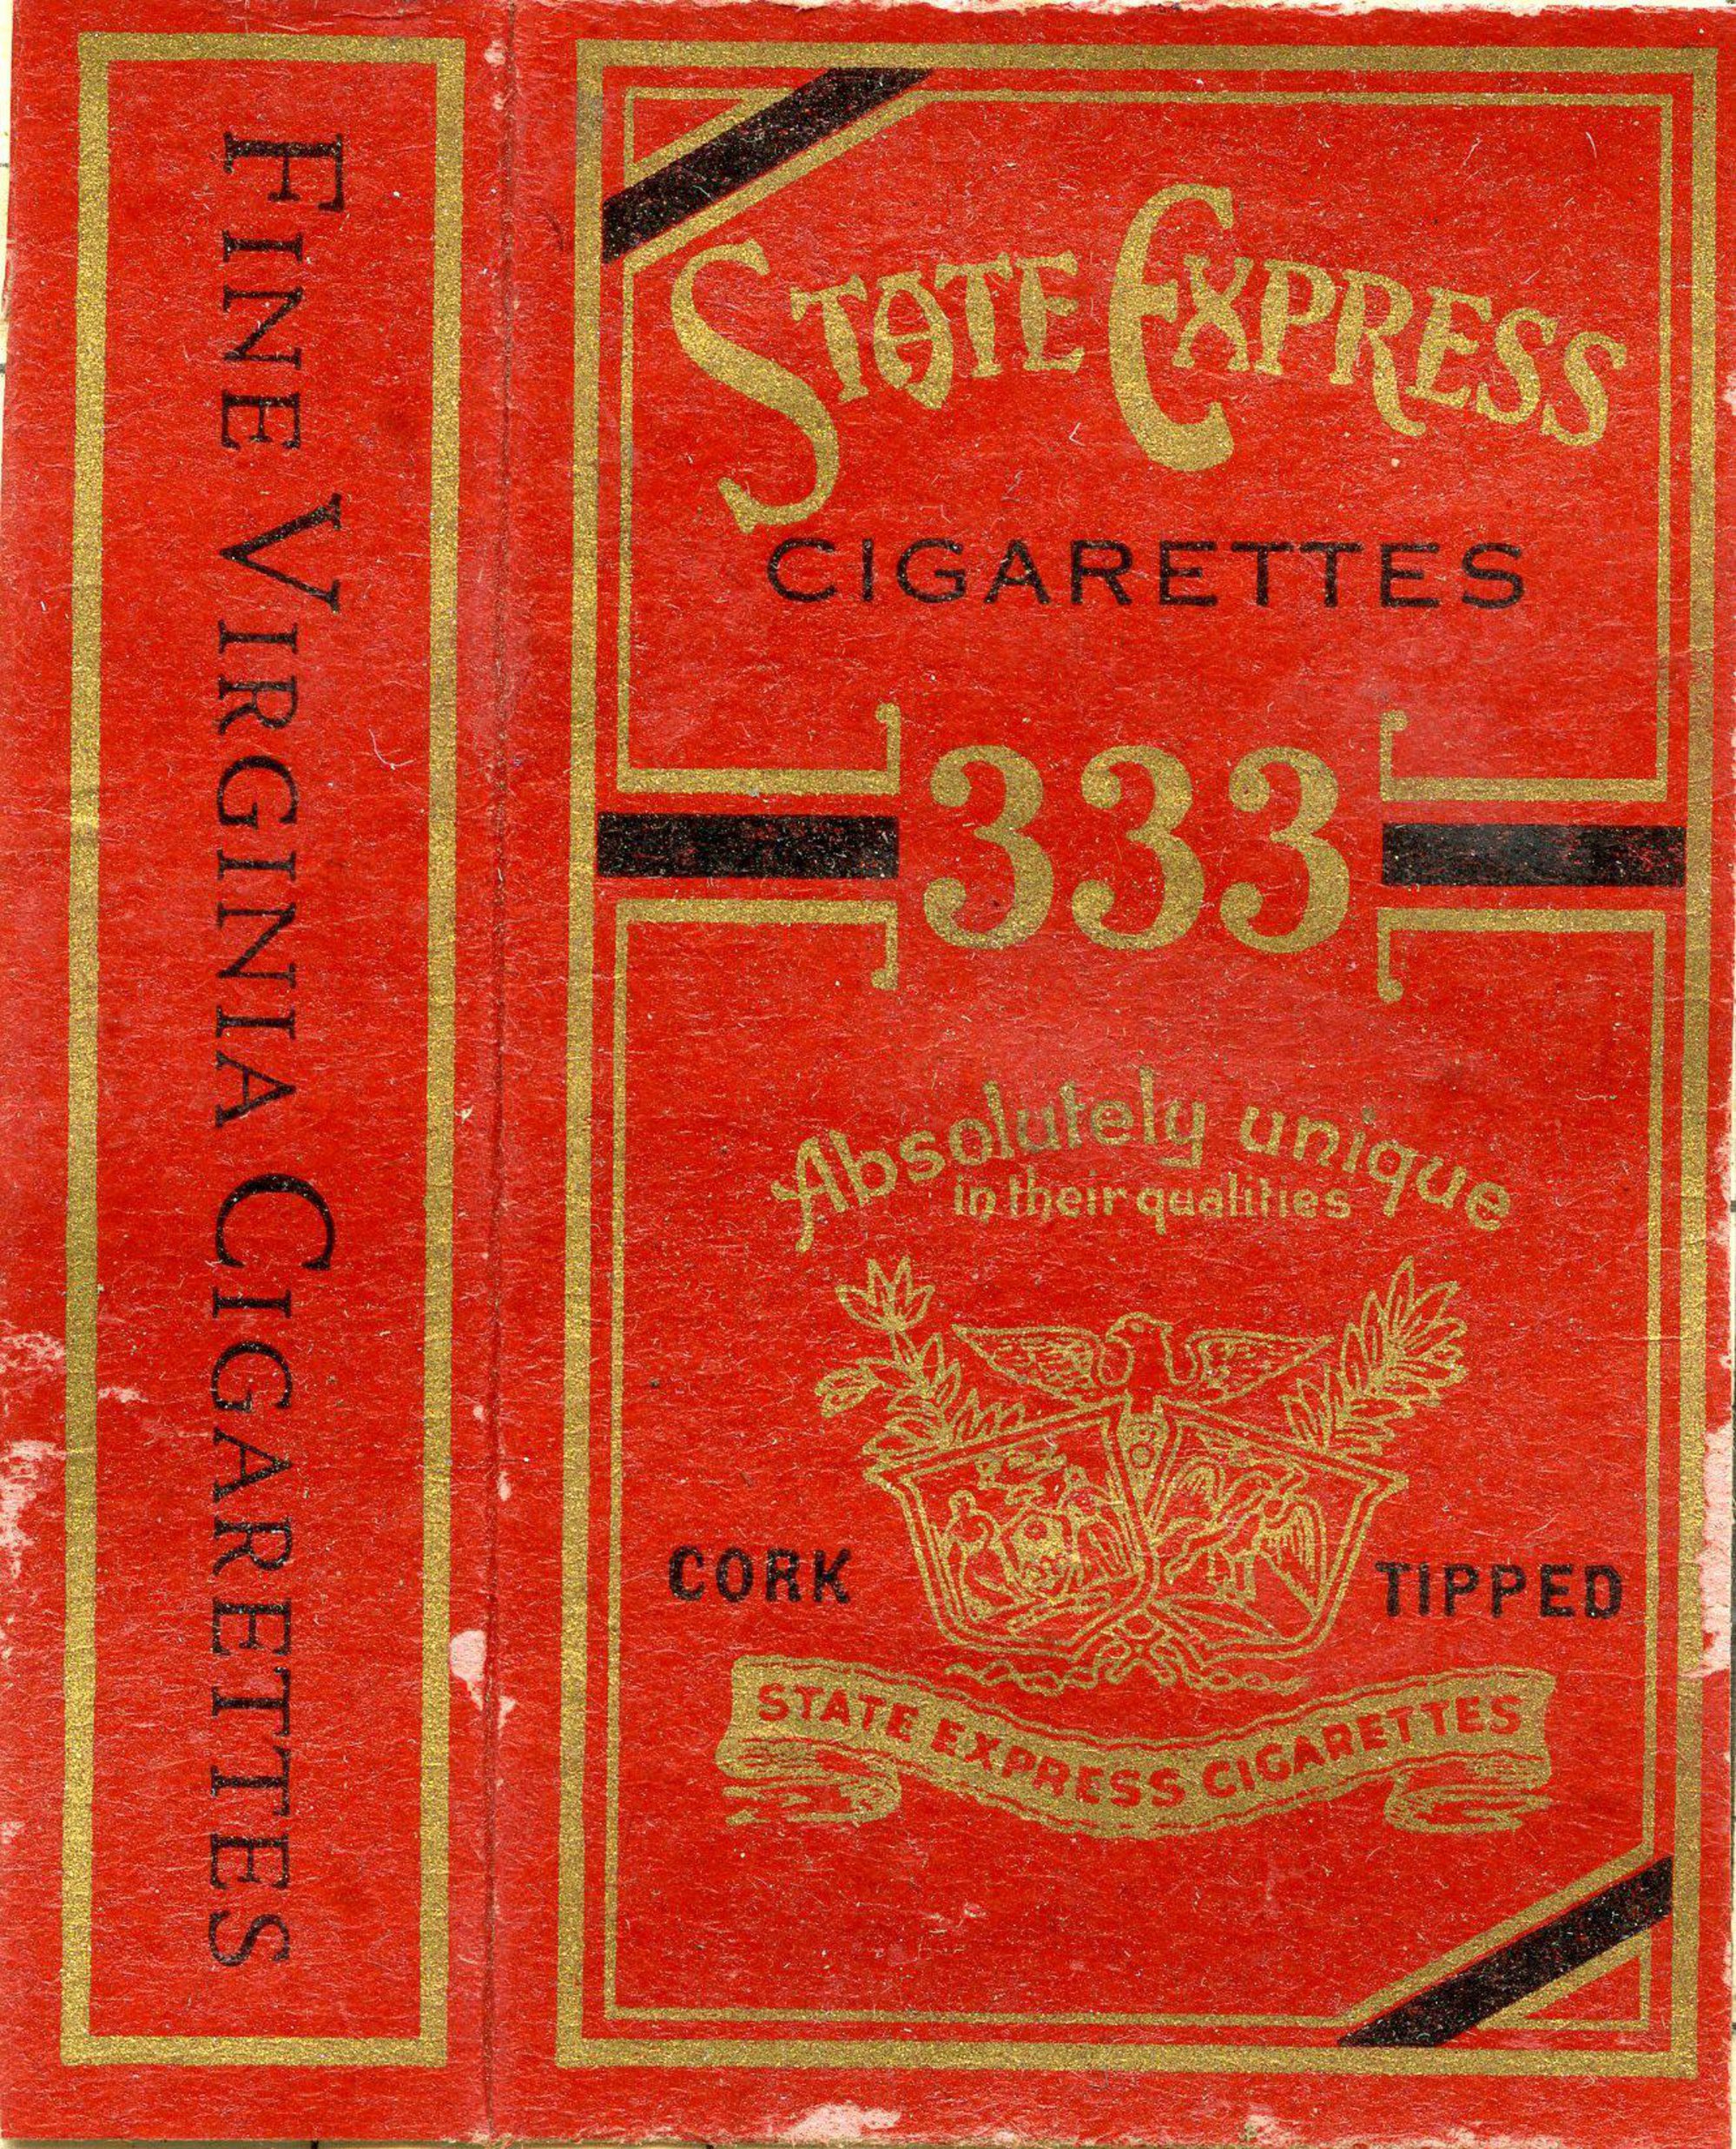 FINE VIRGINIA CIGARETTES
STATE EXPRESS
CIGARETTES
333
Absolutely unique
in their qualities
CORK TIPPED
STATE EXPRESS CIGARETTES